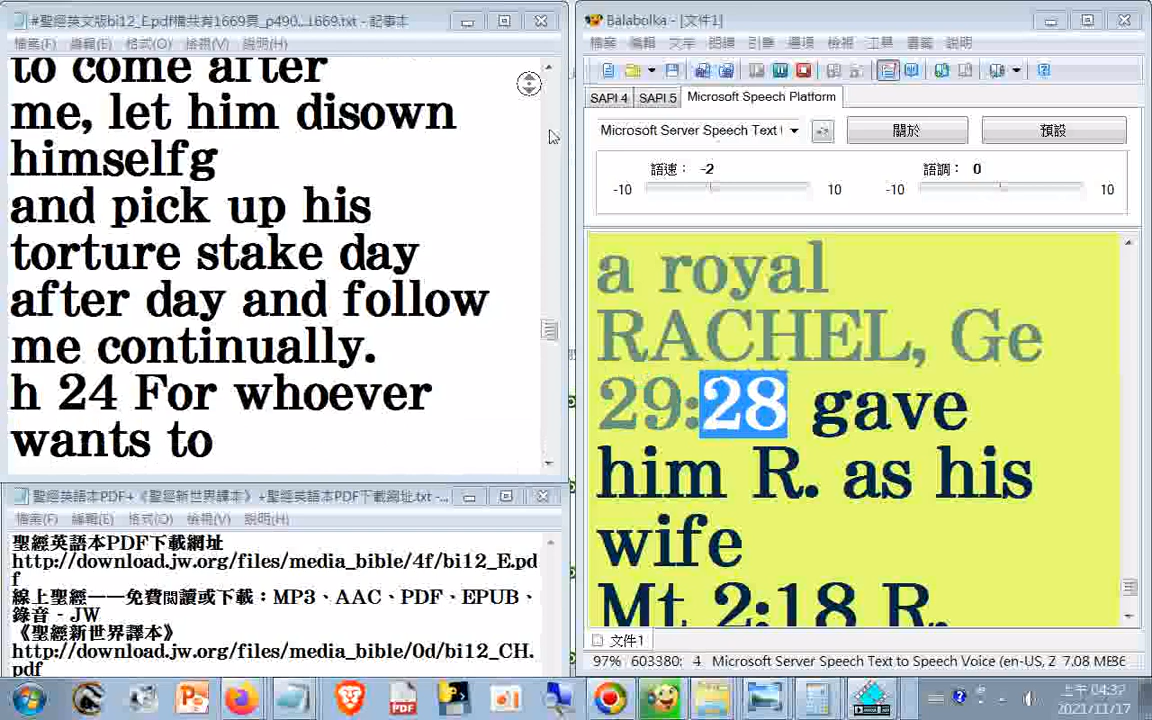 #聖經英文版bi12_E.pdf檔共有1669頁_p490...1669.txt - 記事本
檔案(F) 編輯(E) 格式(O) 檢視(V) 說明(H)
to come after
me, let him disown
himselfg
and pick up his
torture stake day
after day and follow
me continually.
h 24 For whoever
wants to
聖經英語本PDF+《聖經新世界譯本》+聖經英語本PDF下載網址.txt - ...
檔案(F) 編輯(E) 格式(O) 檢視(V) 說明(H)
聖經英語本PDF下載網址
http://download.jw.org/files/media_bible/4f/bi12_E.pd
f
線上聖經——免費閱讀或下載：MP3、AAC、PDF、EPUB、
錄音 - JW
《聖經新世界譯本》
http://download.jw.org/files/media_bible/0d/bi12_CH.
pdf
Balabolka - [文件1]
檔案 編輯 文字 朗讀 引擎 選項 檢視 工具 書籤 說明
SAPI 4 SAPI 5 Microsoft Speech Platform
Microsoft Server Speech Text 關於 預設
語速： -2 語調： 0
-10 10 -10 10
a royal
RACHEL, Ge
29:28 gave
him R. as his
wife
Mt 2:18 R.
文件1
97% 603380: 4 Microsoft Server Speech Text to Speech Voice (en-US, Z 7.08 MB
上午 04:37
2021/11/17